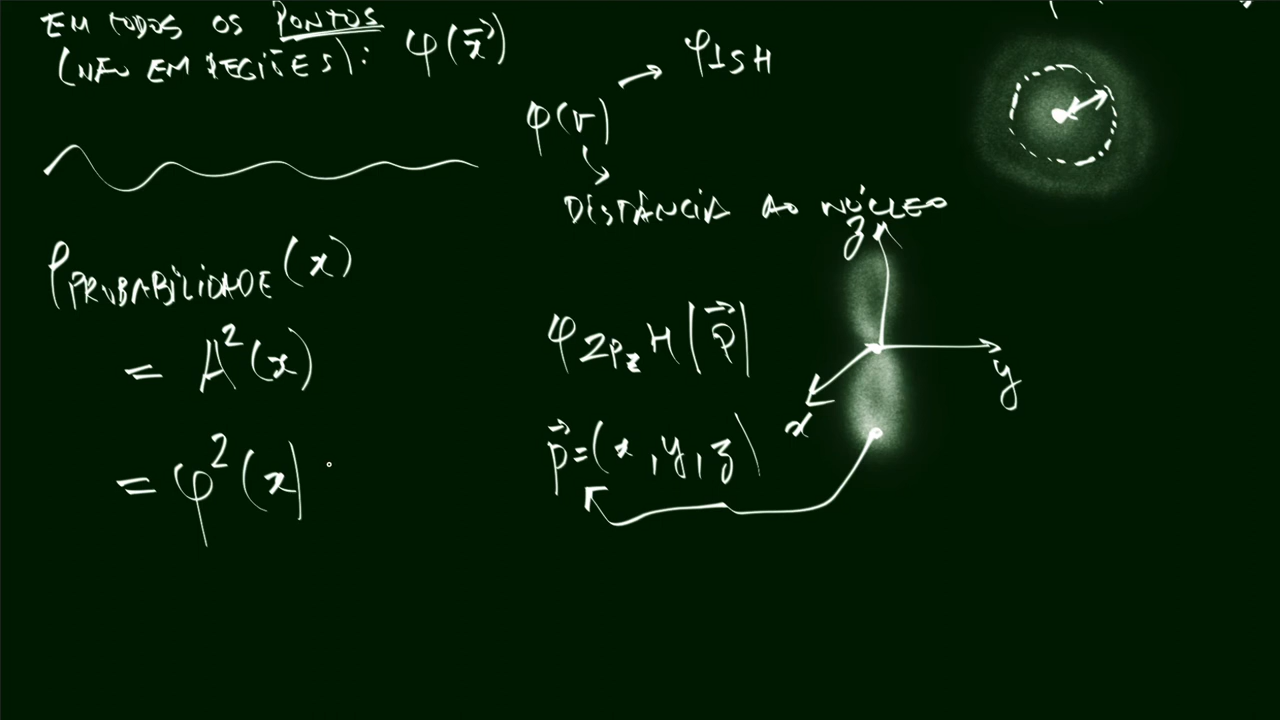 EM TODOS OS PONTOS
(NÃO EM REGIÕES): φ(x⃗)
ρPROBABILIDADE(x)
= A²(x)
= φ²(x)
φ1SH
φ(r)
DISTÂNCIA AO NÚCLEO
φ2pzH(p⃗)
p⃗=(x,y,z)
z
y
x